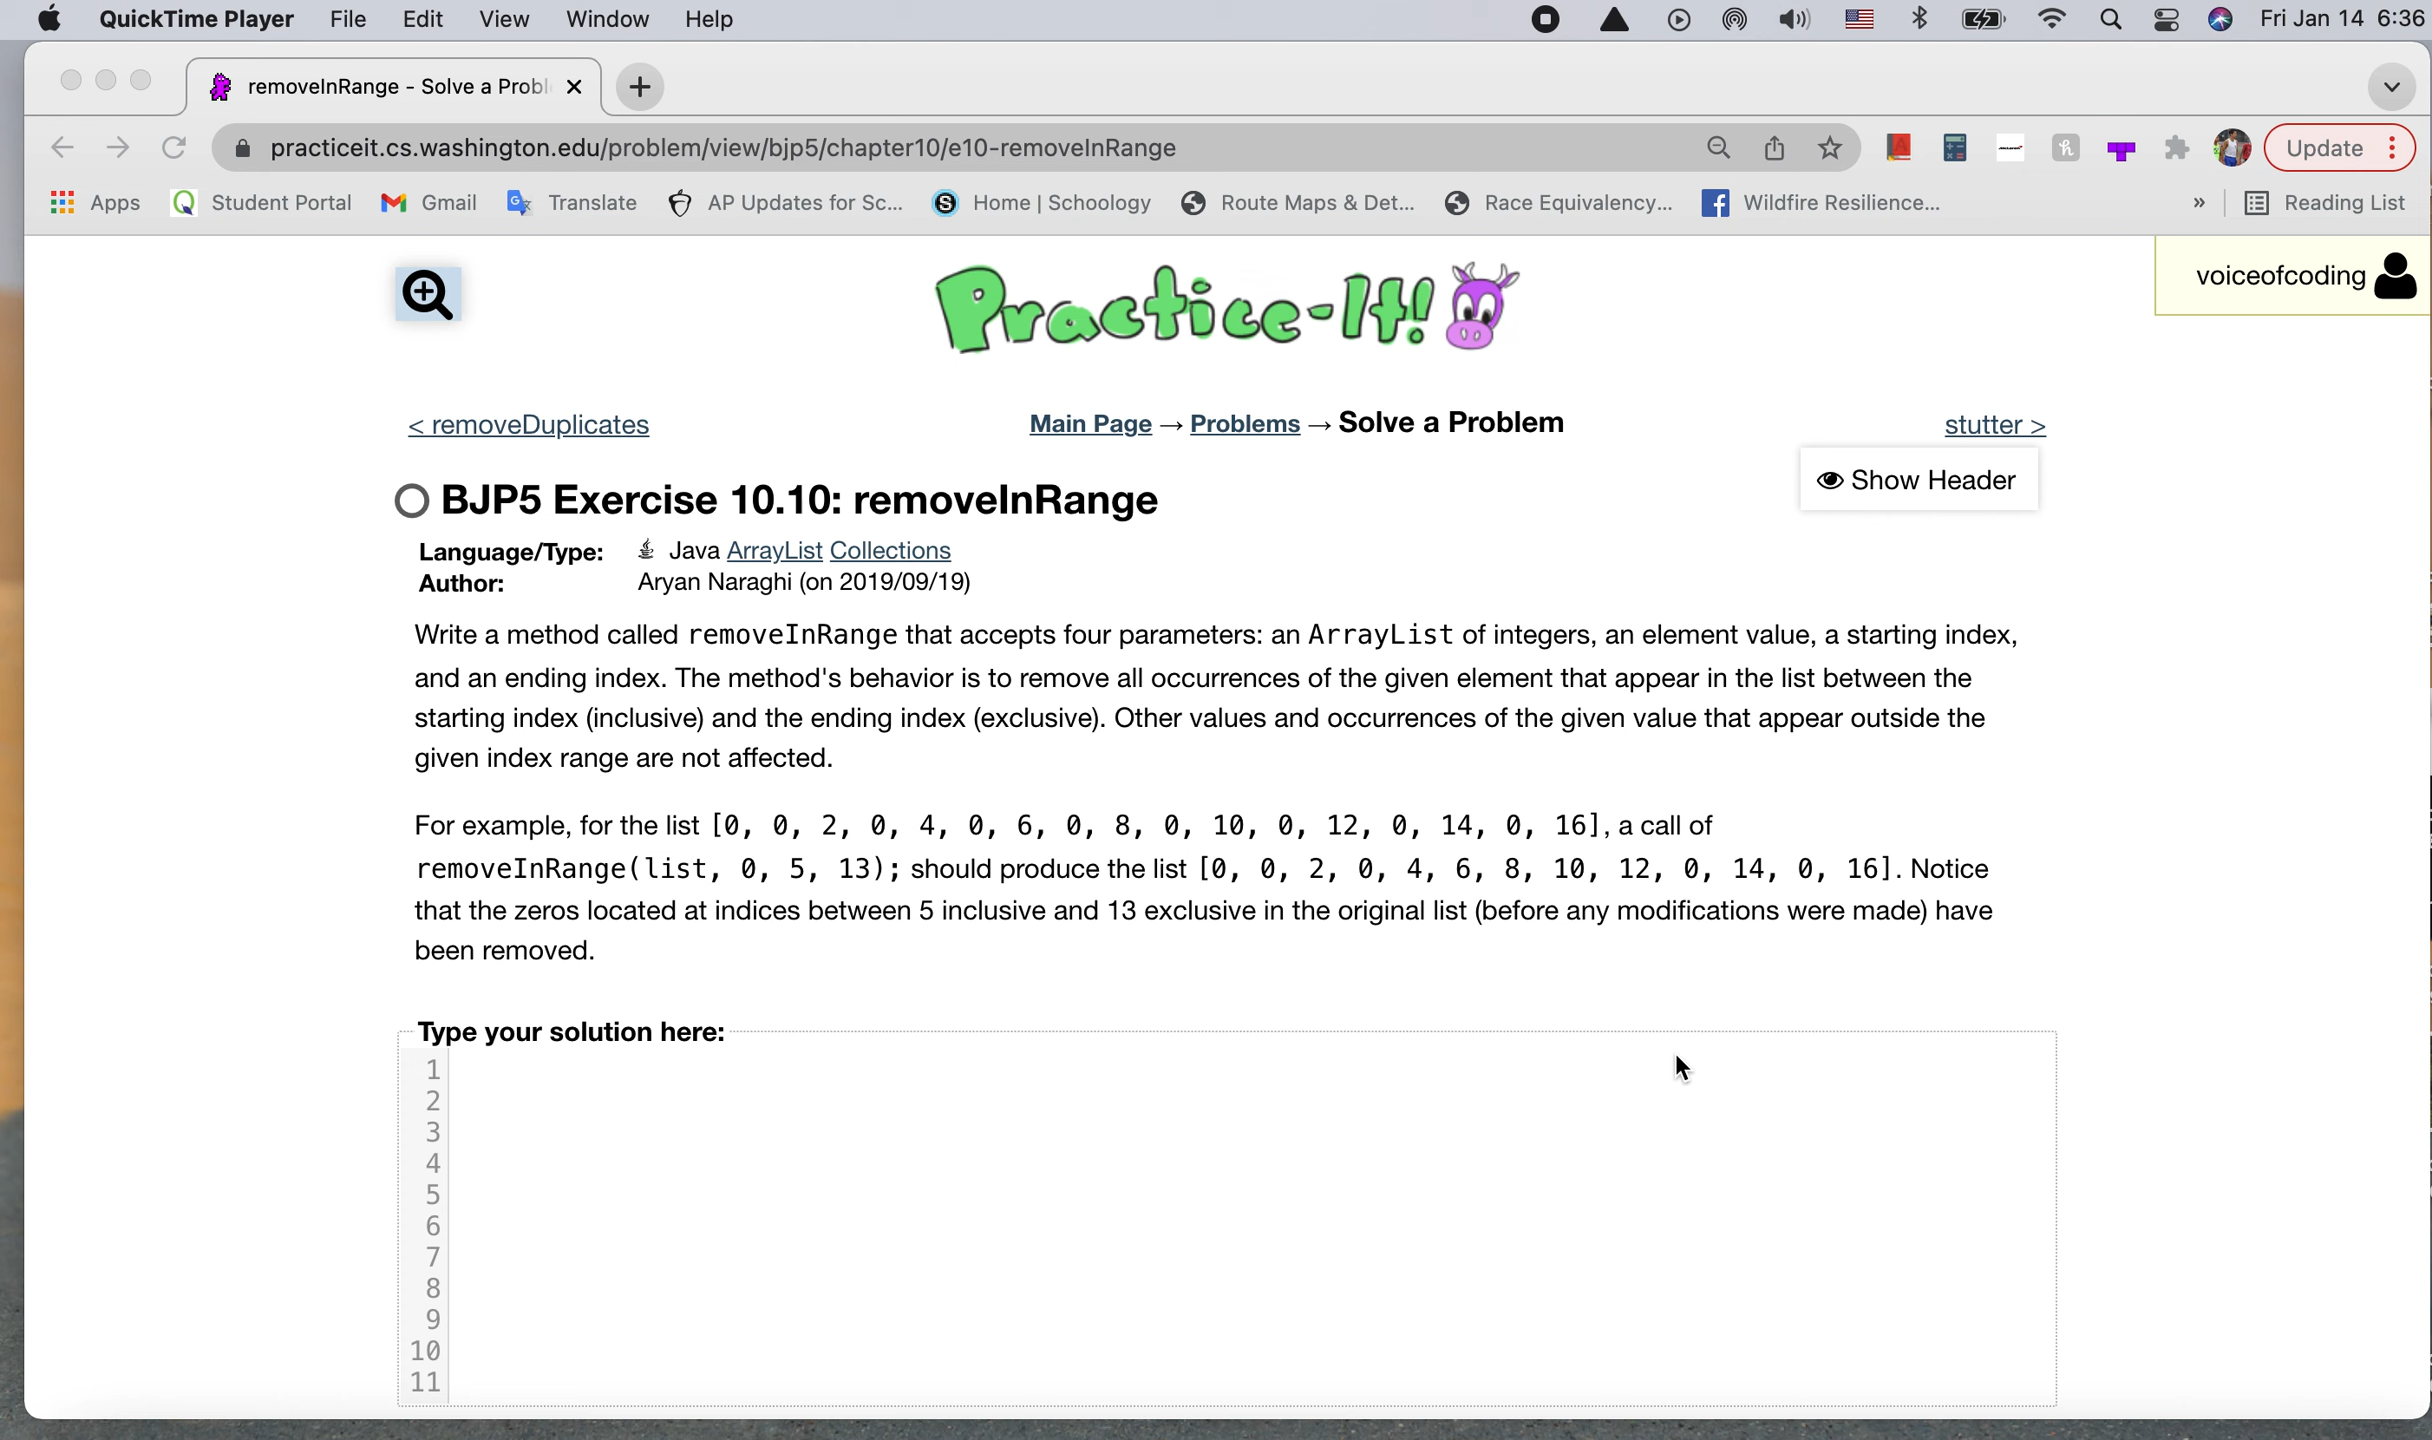 QuickTime Player File Edit View Window Help Fri Jan 14 6:36
removeInRange - Solve a Probl
practiceit.cs.washington.edu/problem/view/bjp5/chapter10/e10-removeInRange Update
Apps Student Portal Gmail Translate AP Updates for Sc... Home | Schoology Route Maps & Det... Race Equivalency... Wildfire Resilience... » Reading List
Practice-It! voiceofcoding
< removeDuplicates Main Page → Problems → Solve a Problem stutter >
Show Header
BJP5 Exercise 10.10: removeInRange
Language/Type: Java ArrayList Collections
Author: Aryan Naraghi (on 2019/09/19)
Write a method called removeInRange that accepts four parameters: an ArrayList of integers, an element value, a starting index,
and an ending index. The method's behavior is to remove all occurrences of the given element that appear in the list between the
starting index (inclusive) and the ending index (exclusive). Other values and occurrences of the given value that appear outside the
given index range are not affected.
For example, for the list [0, 0, 2, 0, 4, 0, 6, 0, 8, 0, 10, 0, 12, 0, 14, 0, 16], a call of
removeInRange(list, 0, 5, 13); should produce the list [0, 0, 2, 0, 4, 6, 8, 10, 12, 0, 14, 0, 16]. Notice
that the zeros located at indices between 5 inclusive and 13 exclusive in the original list (before any modifications were made) have
been removed.
Type your solution here:
1
2
3
4
5
6
7
8
9
10
11